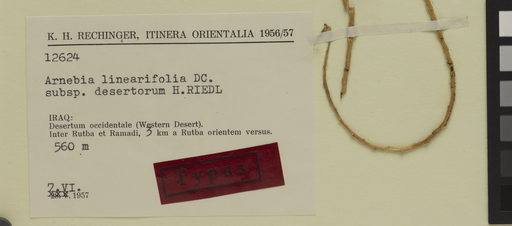 K. H. RECHINGER, ITINERA ORIENTALIA 1956/57
12624
Arnebia linearifolia DC.
subsp. desertorum H.RIEDL
IRAQ:
Desertum occidentale (Western Desert).
Inter Rutba et Ramadi, 5 km a Rutba orientem versus.
560 m
Typus
7.VI.
1957